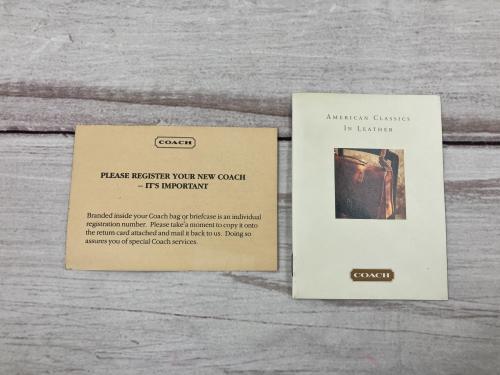 COACH
PLEASE REGISTER YOUR NEW COACH
– IT'S IMPORTANT
Branded inside your Coach bag or briefcase is an individual
registration number. Please take a moment to copy it onto
the return card attached and mail it back to us. Doing so
assures you of special Coach services.
AMERICAN CLASSICS
IN LEATHER
COACH